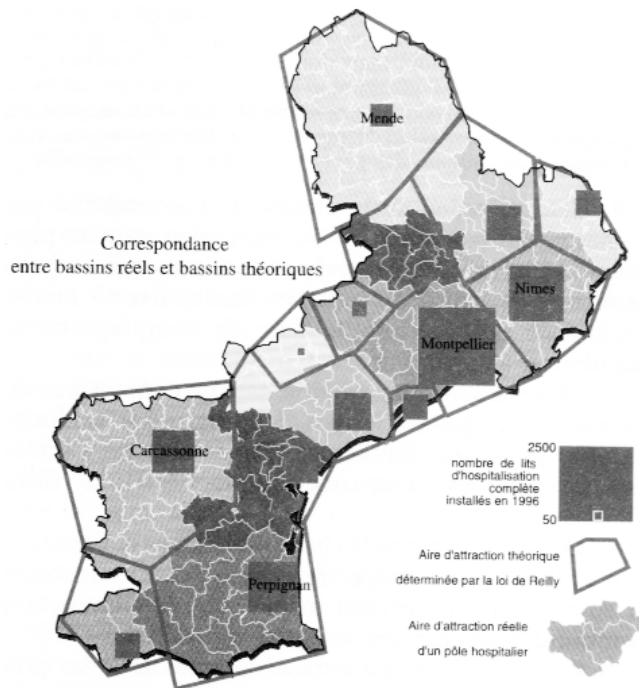 Mende
Correspondance
entre bassins réels et bassins théoriques
Nimes
Montpellier
Carcassonne
Perpignan
2500
nombre de lits
d'hospitalisation
complète
installés en 1996
50
Aire d'attraction théorique
déterminée par la loi de Reilly
Aire d'attraction réelle
d'un pôle hospitalier